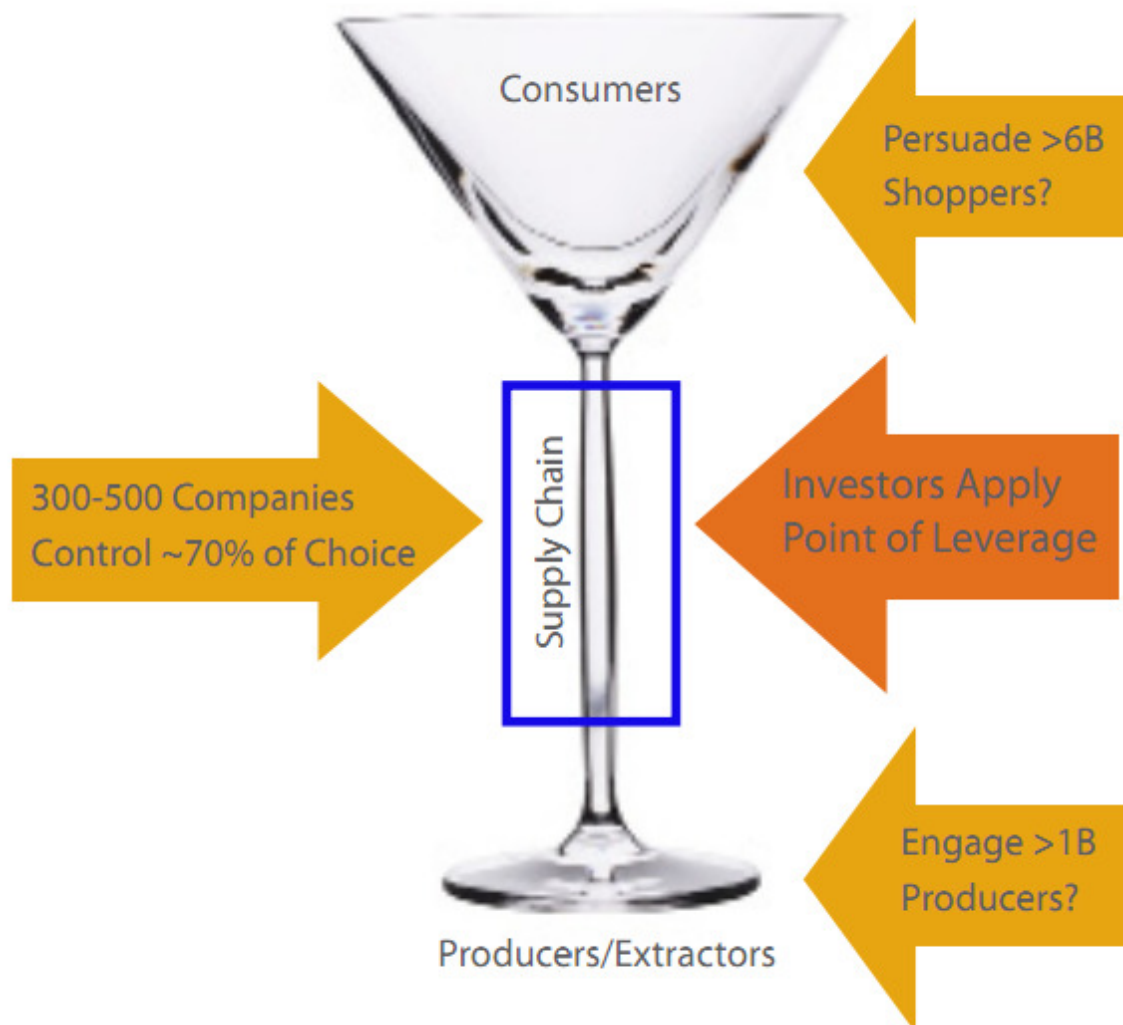 Consumers
Persuade >6B
Shoppers?
300-500 Companies
Control ~70% of Choice
Supply Chain
Investors Apply
Point of Leverage
Engage >1B
Producers?
Producers/Extractors